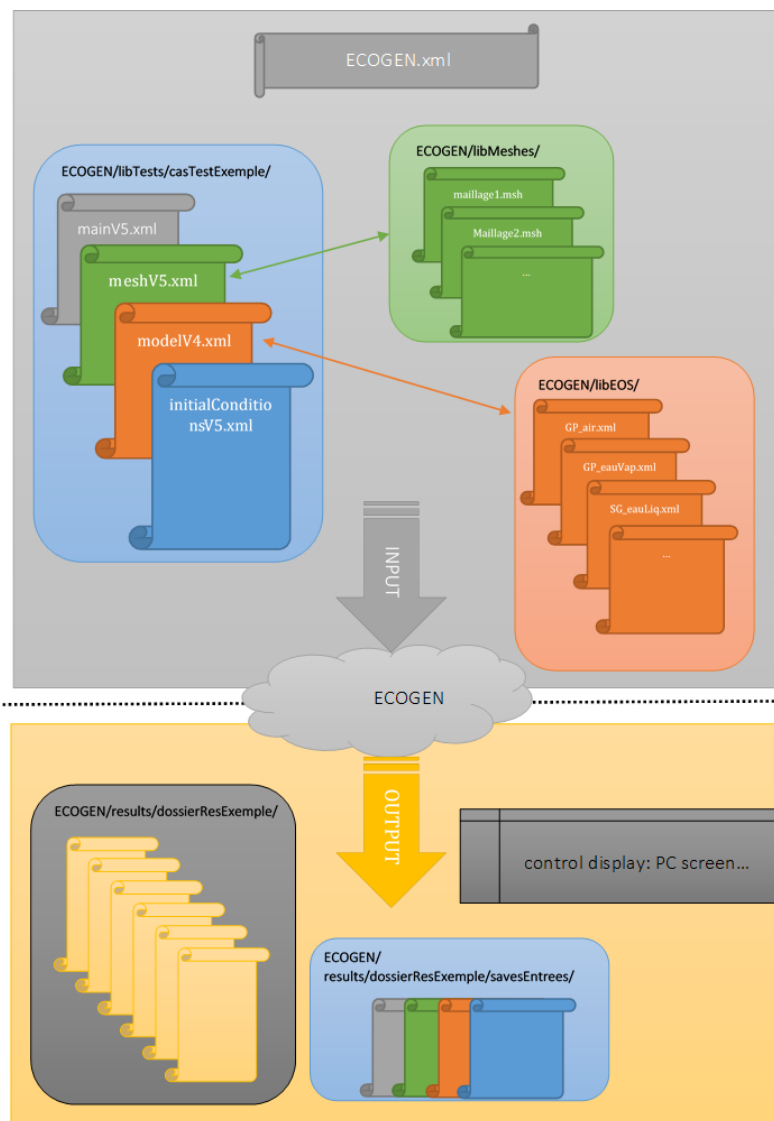 ECOGEN.xml
ECOGEN/libTests/casTestExemple/
mainV5.xml
meshV5.xml
modelV4.xml
initialConditio
nsV5.xml
ECOGEN/libMeshes/
maillage1.msh
Maillage2.msh
...
ECOGEN/libEOS/
GP_air.xml
GP_eauVap.xml
SG_eauLiq.xml
...
INPUT
ECOGEN
OUTPUT
ECOGEN/results/dossierResExemple/
control display: PC screen...
ECOGEN/
results/dossierResExemple/savesEntrees/